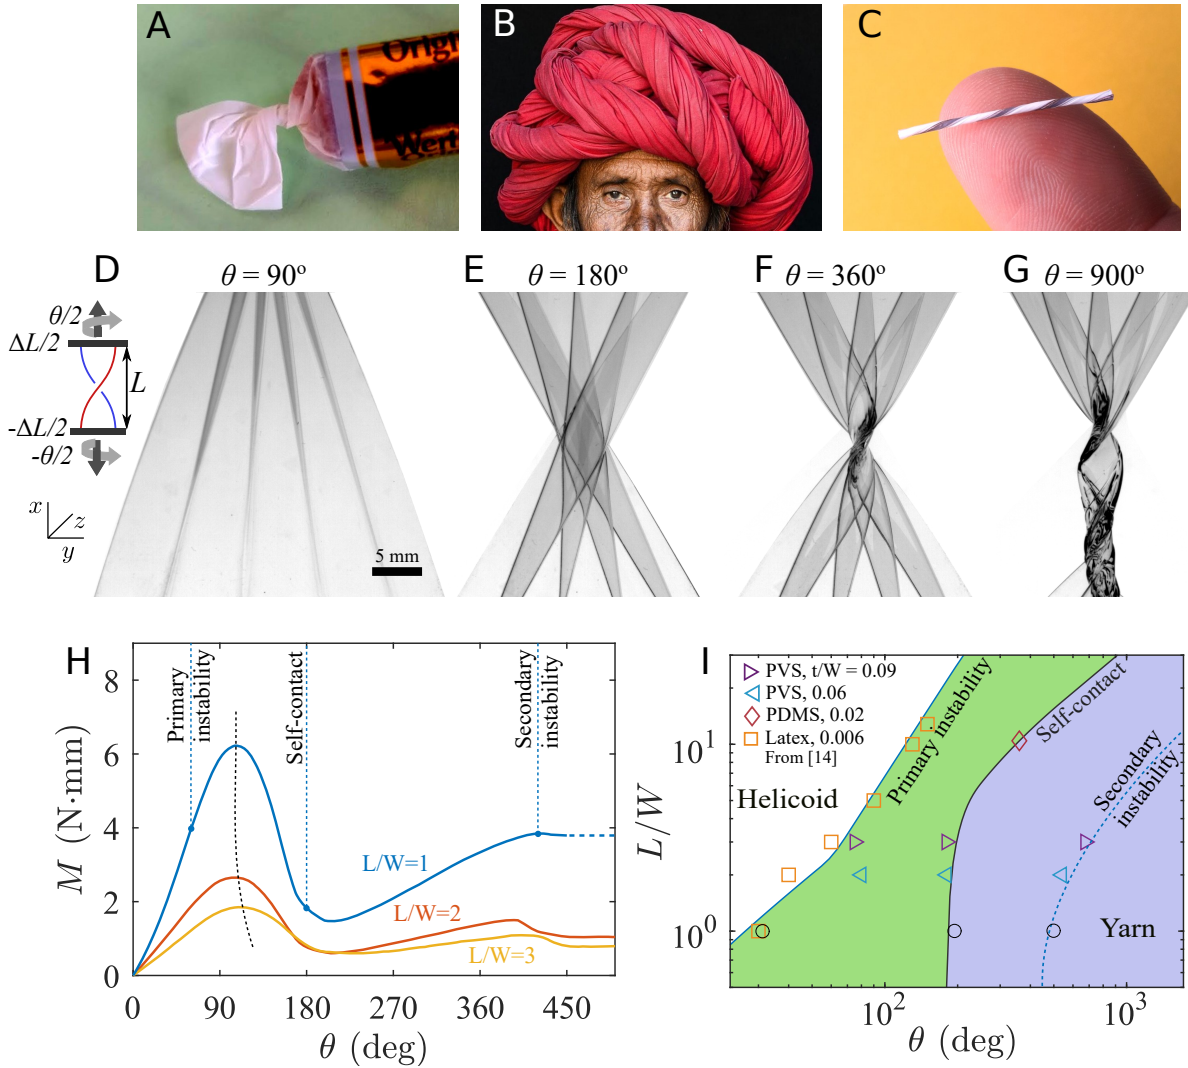 A
Origi
Wert
B
C
D
θ = 90°
E
θ = 180°
F
θ = 360°
G
θ = 900°
θ/2
ΔL/2
L
-ΔL/2
-θ/2
x
z
y
5 mm
H
M (N·mm)
8
6
4
2
0
Primary
instability
Self-contact
Secondary
instability
L/W=1
L/W=2
L/W=3
0
90
180
270
360
450
θ (deg)
I
PVS, t/W = 0.09
PVS, 0.06
PDMS, 0.02
Latex, 0.006
From [14]
L/W
10¹
10⁰
Helicoid
Primary instability
Self-contact
Secondary
instability
Yarn
10²
10³
θ (deg)